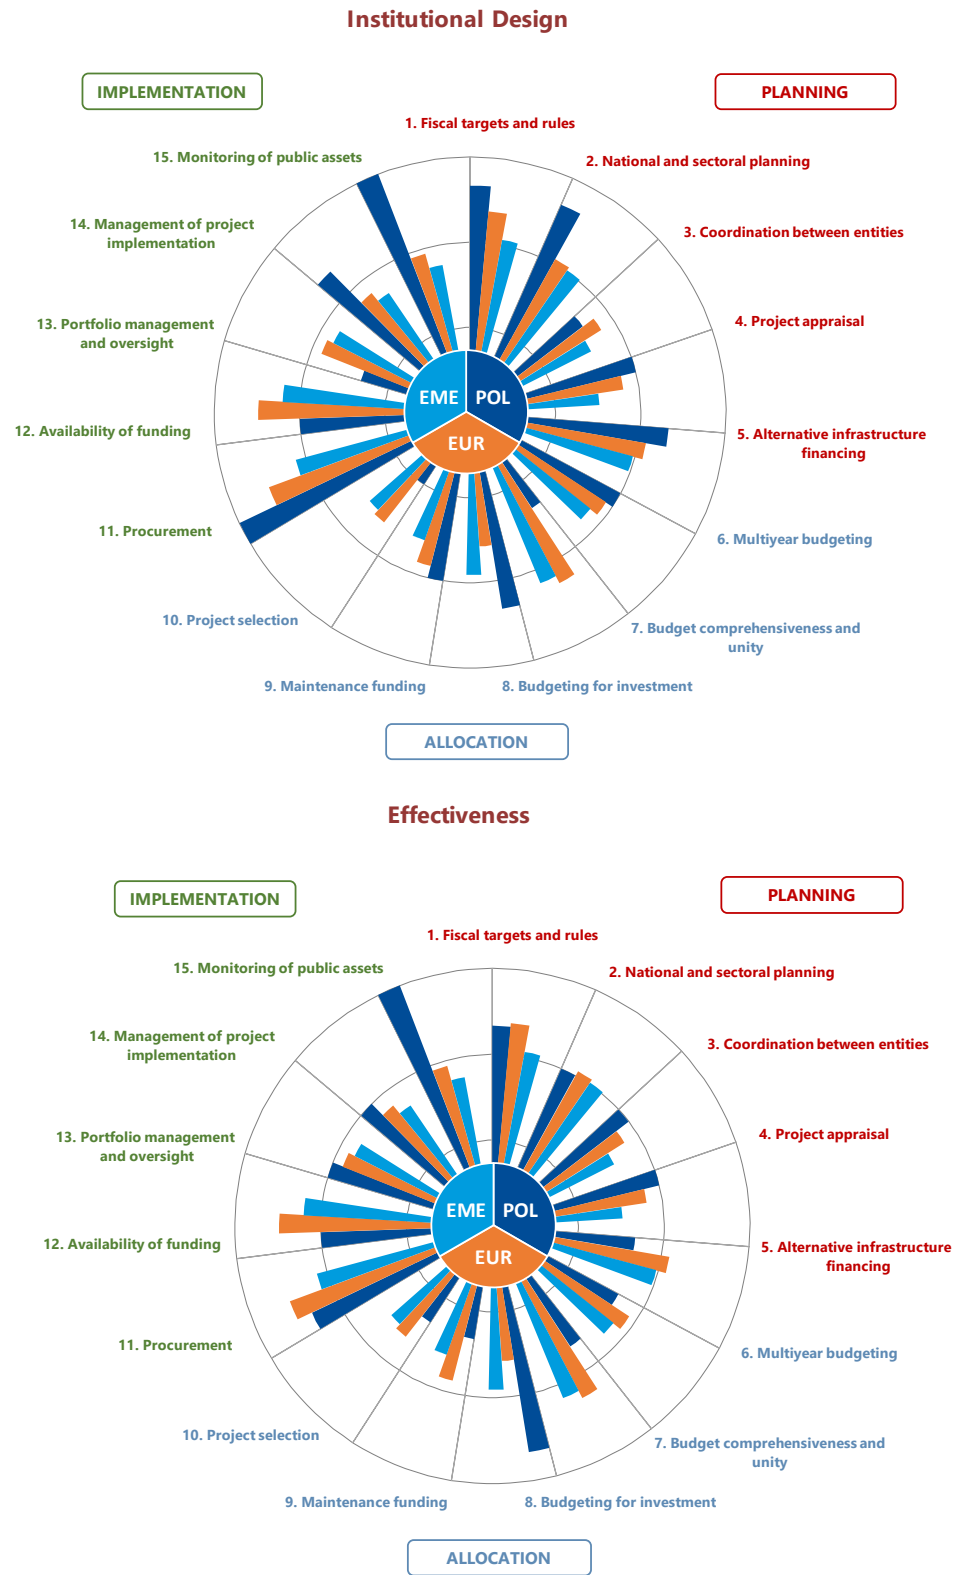 Institutional Design
IMPLEMENTATION
PLANNING
1. Fiscal targets and rules
15. Monitoring of public assets
2. National and sectoral planning
14. Management of project
implementation
3. Coordination between entities
13. Portfolio management
and oversight
4. Project appraisal
EME
POL
EUR
12. Availability of funding
5. Alternative infrastructure
financing
11. Procurement
6. Multiyear budgeting
10. Project selection
7. Budget comprehensiveness and
unity
9. Maintenance funding
8. Budgeting for investment
ALLOCATION
Effectiveness
IMPLEMENTATION
PLANNING
1. Fiscal targets and rules
15. Monitoring of public assets
2. National and sectoral planning
14. Management of project
implementation
3. Coordination between entities
13. Portfolio management
and oversight
4. Project appraisal
EME
POL
EUR
12. Availability of funding
5. Alternative infrastructure
financing
11. Procurement
6. Multiyear budgeting
10. Project selection
7. Budget comprehensiveness and
unity
9. Maintenance funding
8. Budgeting for investment
ALLOCATION